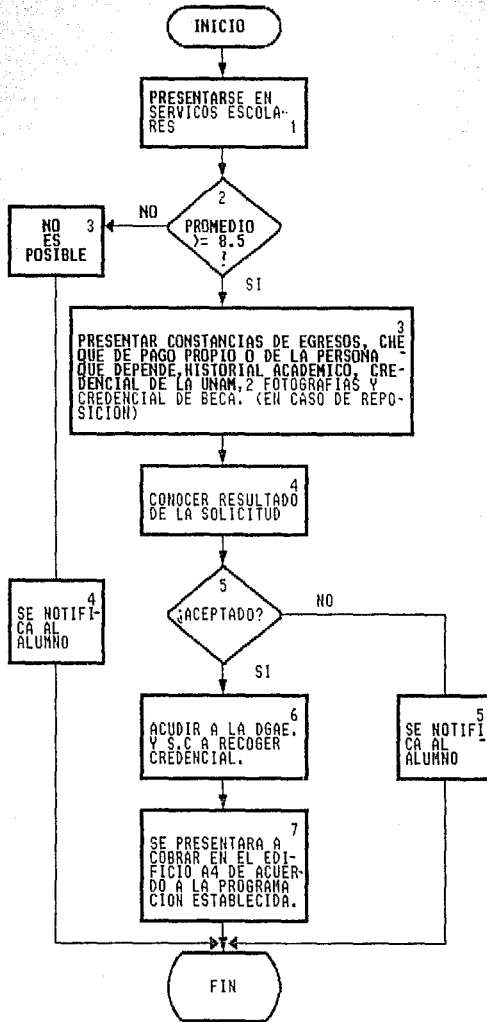 INICIO
PRESENTARSE EN
SERVICOS ESCOLA-
RES 1
2
PROMEDIO
>= 8.5
?
NO
SI
3
NO
ES
POSIBLE
3
PRESENTAR CONSTANCIAS DE EGRESOS, CHE
QUE DE PAGO PROPIO O DE LA PERSONA -
QUE DEPENDE, HISTORIAL ACADEMICO, CRE-
DENCIAL DE LA UNAM, 2 FOTOGRAFIAS Y
CREDENCIAL DE BECA. (EN CASO DE REPO-
SICION)
4
CONOCER RESULTADO
DE LA SOLICITUD
5
¿ACEPTADO?
NO
SI
4
SE NOTIFI-
CA AL
ALUMNO
6
ACUDIR A LA DGAE.
Y S.C A RECOGER
CREDENCIAL.
5
SE NOTIFI
CA AL -
ALUMNO
7
SE PRESENTARA A
COBRAR EN EL EDI-
FICIO A4 DE ACUER-
DO A LA PROGRAMA
CION ESTABLECIDA.
FIN